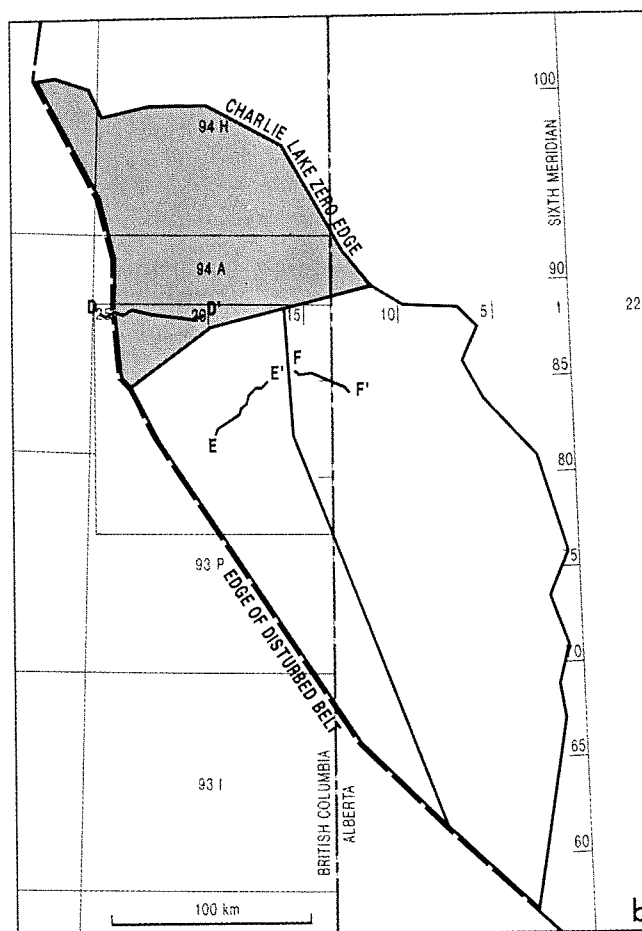 100
94 H
CHARLIE LAKE ZERO EDGE
SIXTH MERIDIAN
94 A
90
D
25
20
D'
15
10
5
1
22
F
85
E'
F'
E
80
93 P
75
EDGE OF DISTURBED BELT
70
65
93 I
BRITISH COLUMBIA
ALBERTA
60
100 km
b